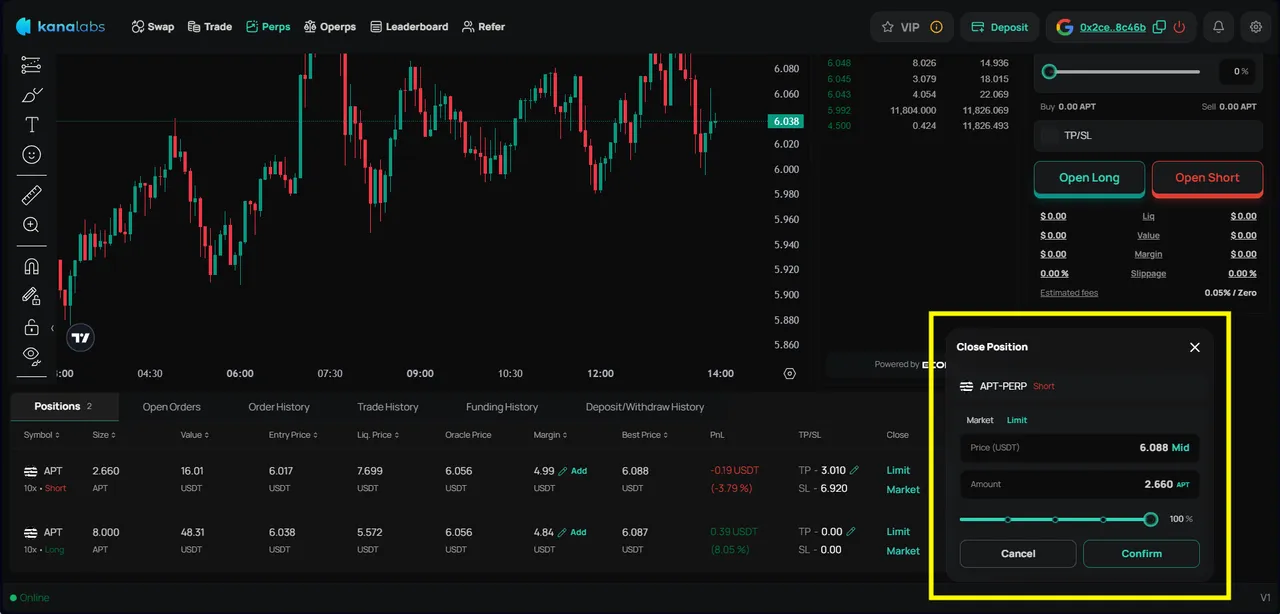 kanalabs Swap Trade Perps Operps Leaderboard Refer VIP Deposit 0x2ce..8c46b
6.080
6.060
6.038
6.020
6.000
5.980
5.960
5.940
5.920
5.900
5.880
5.860
:00 04:30 06:00 07:30 09:00 10:30 12:00 14:00
6.048 8.026 14.936
6.045 3.079 18.015
6.043 4.054 22.069
5.992 11,804.000 11,826.069
4.500 0.424 11,826.493
Powered by
0 %
Buy 0.00 APT Sell 0.00 APT
TP/SL
Open Long Open Short
$0.00 Liq $0.00
$0.00 Value $0.00
$0.00 Margin $0.00
0.00 % Slippage 0.00 %
Estimated fees 0.05% / Zero
Positions 2 Open Orders Order History Trade History Funding History Deposit/Withdraw History
Symbol Size Value Entry Price Liq. Price Oracle Price Margin Best Price PnL TP/SL Close
APT 2.660 16.01 6.017 7.699 6.056 4.99 Add 6.088 -0.19 USDT TP - 3.010 Limit
10x • Short APT USDT USDT USDT USDT USDT USDT (-3.79 %) SL - 6.920 Market
APT 8.000 48.31 6.038 5.572 6.056 4.84 Add 6.087 0.39 USDT TP - 0.00 Limit
10x • Long APT USDT USDT USDT USDT USDT USDT (8.05 %) SL - 0.00 Market
Close Position
APT-PERP Short
Market Limit
Price (USDT) 6.088 Mid
Amount 2.660 APT
100 %
Cancel Confirm
Online V1